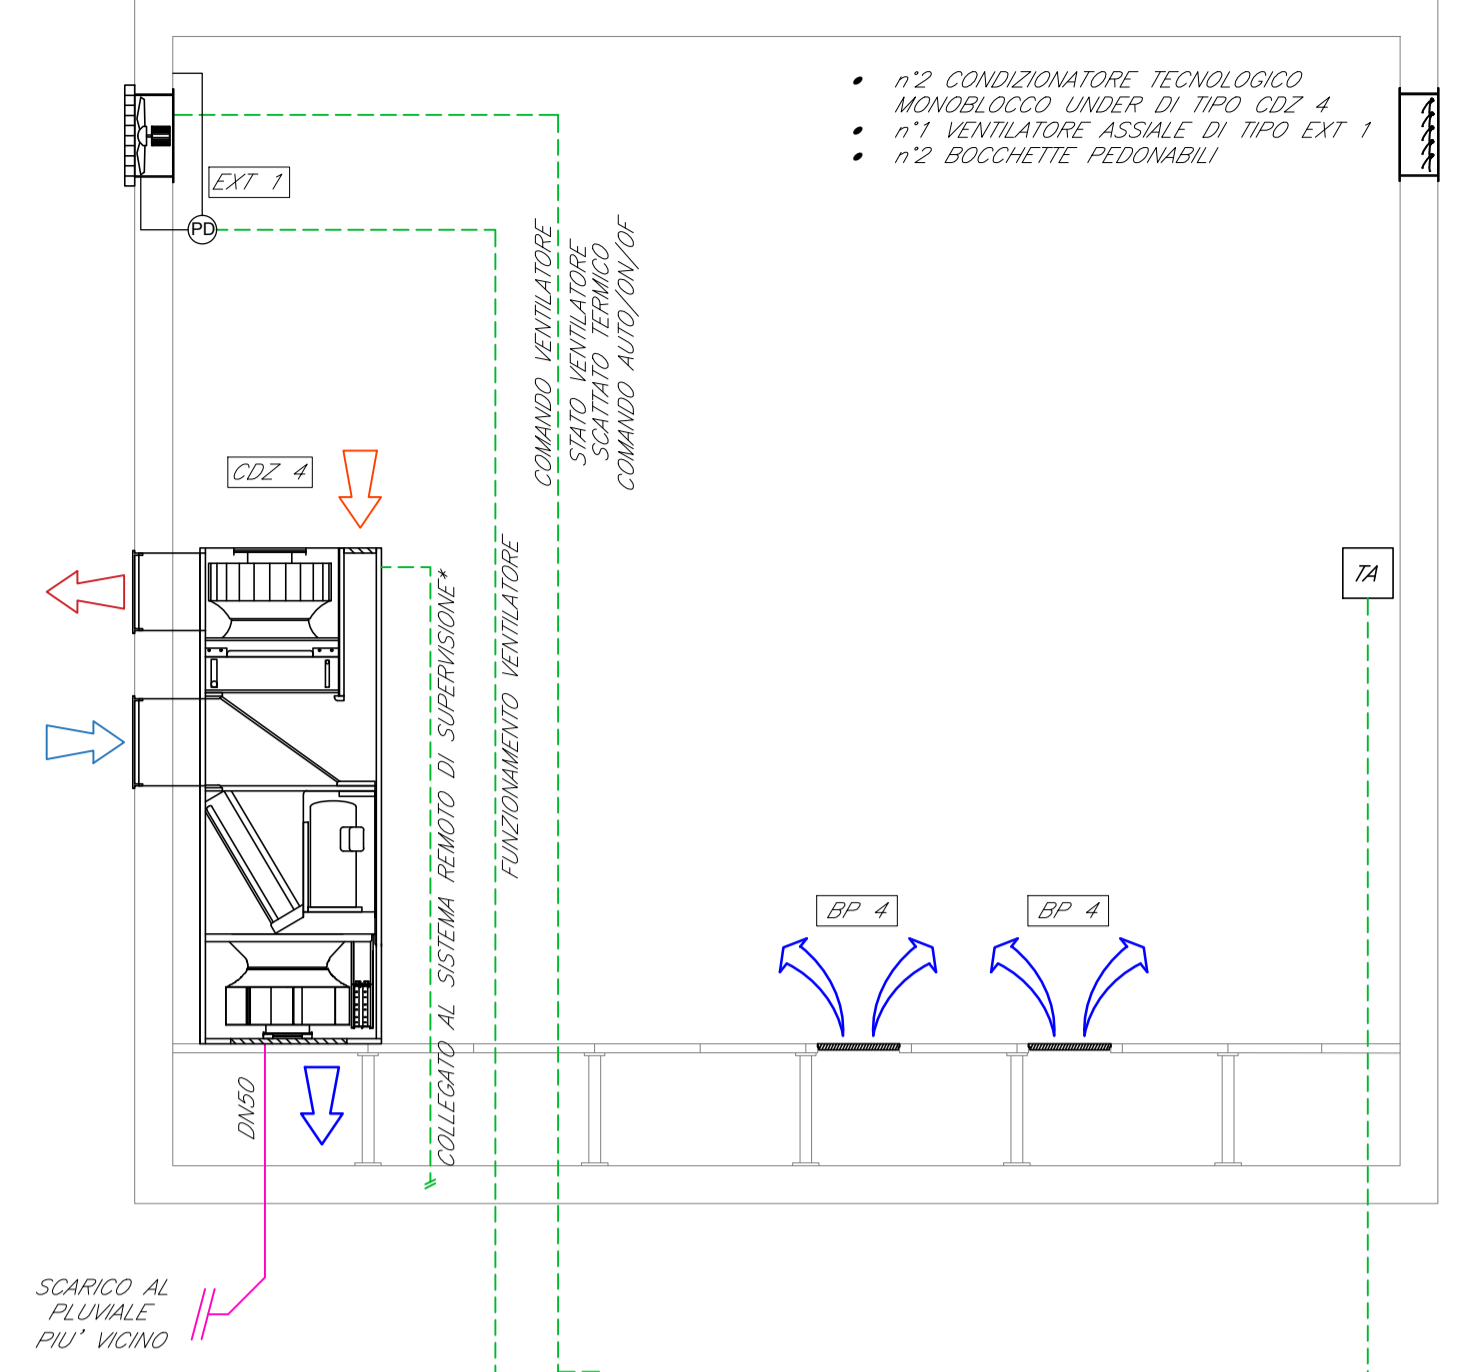 n°2 CONDIZIONATORE TECNOLOGICO
MONOBLOCCO UNDER DI TIPO CDZ 4
n°1 VENTILATORE ASSIALE DI TIPO EXT 1
n°2 BOCCHETTE PEDONABILI
EXT 1
PD
COMANDO VENTILATORE
STATO VENTILATORE
SCATTATO TERMICO
COMANDO AUTO/ON/OF
CDZ 4
TA
COLLEGATO AL SISTEMA REMOTO DI SUPERVISIONE*
FUNZIONAMENTO VENTILATORE
BP 4
BP 4
DN50
SCARICO AL
PLUVIALE
PIU' VICINO